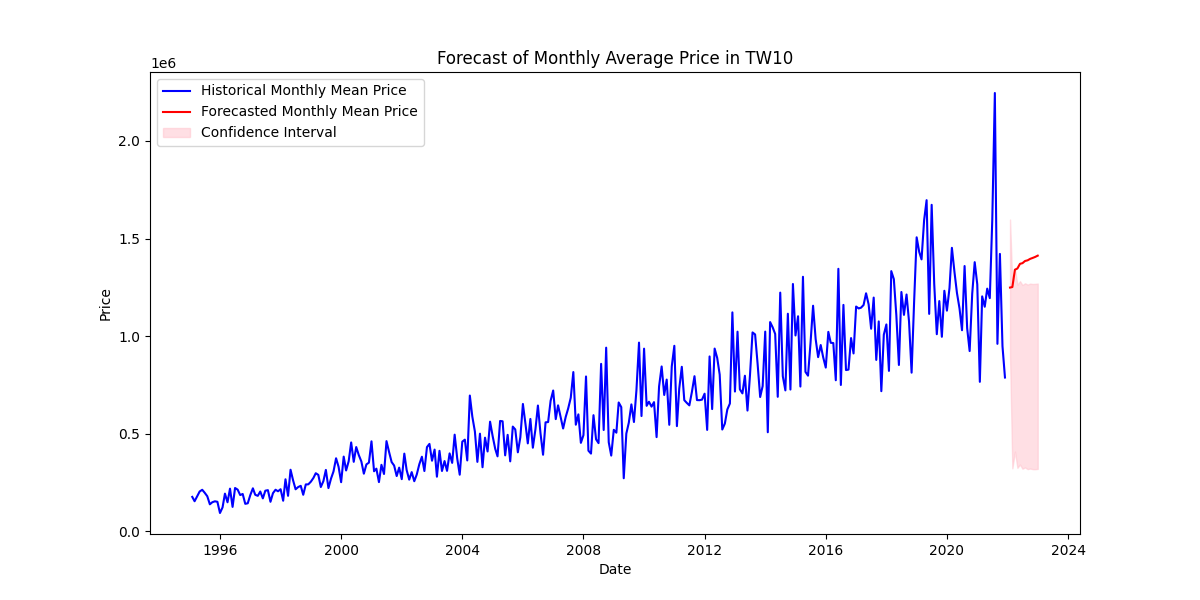 Forecast of Monthly Average Price in TW10
1e6
Historical Monthly Mean Price
Forecasted Monthly Mean Price
Confidence Interval
Price
2.0
1.5
1.0
0.5
0.0
1996 2000 2004 2008 2012 2016 2020 2024
Date